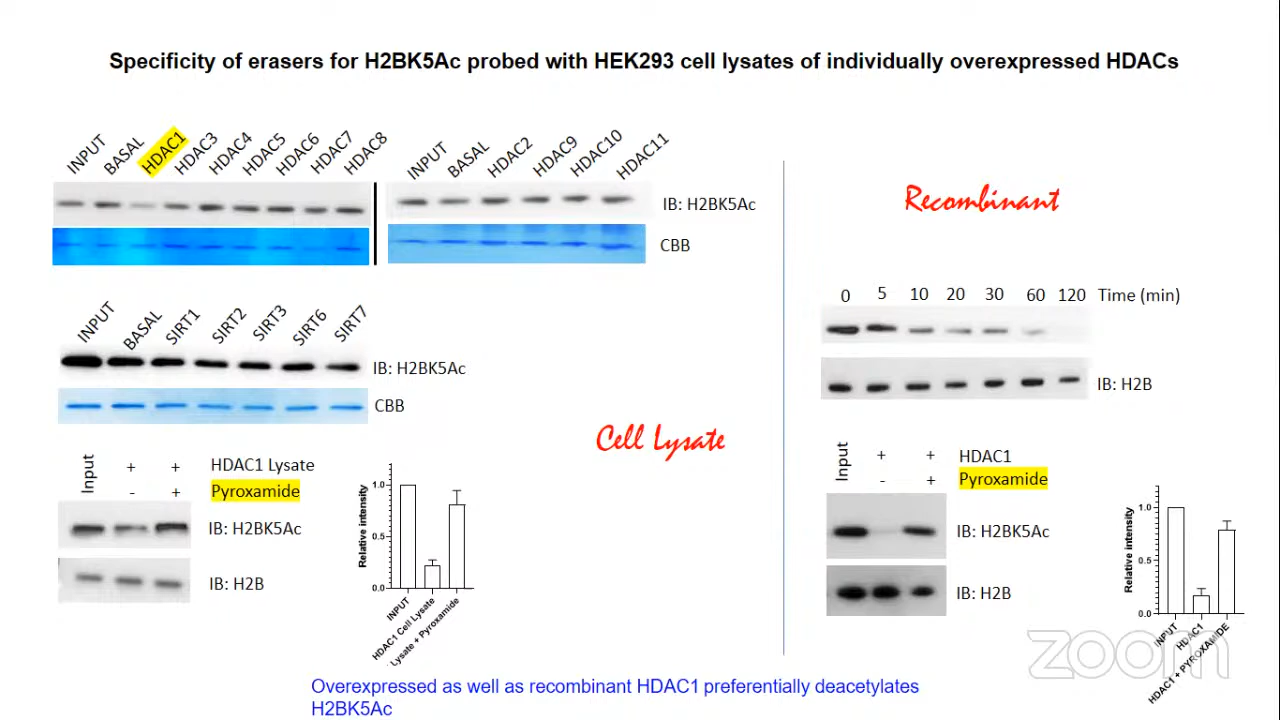 Specificity of erasers for H2BK5Ac probed with HEK293 cell lysates of individually overexpressed HDACs
INPUT BASAL HDAC1 HDAC3 HDAC4 HDAC5 HDAC6 HDAC7 HDAC8
INPUT BASAL HDAC2 HDAC9 HDAC10 HDAC11
IB: H2BK5Ac
CBB
INPUT BASAL SIRT1 SIRT2 SIRT3 SIRT6 SIRT7
IB: H2BK5Ac
CBB
Cell Lysate
Input + + HDAC1 Lysate
- + Pyroxamide
IB: H2BK5Ac
IB: H2B
Relative intensity
1.0
0.5
0.0
INPUT
HDAC1 Cell Lysate
Lysate + Pyroxamide
Recombinant
0 5 10 20 30 60 120 Time (min)
IB: H2B
Input + + HDAC1
- + Pyroxamide
IB: H2BK5Ac
IB: H2B
Relative intensity
1.0
0.5
0.0
INPUT
HDAC1
HDAC1 + PYROXAMIDE
zoom
Overexpressed as well as recombinant HDAC1 preferentially deacetylates
H2BK5Ac